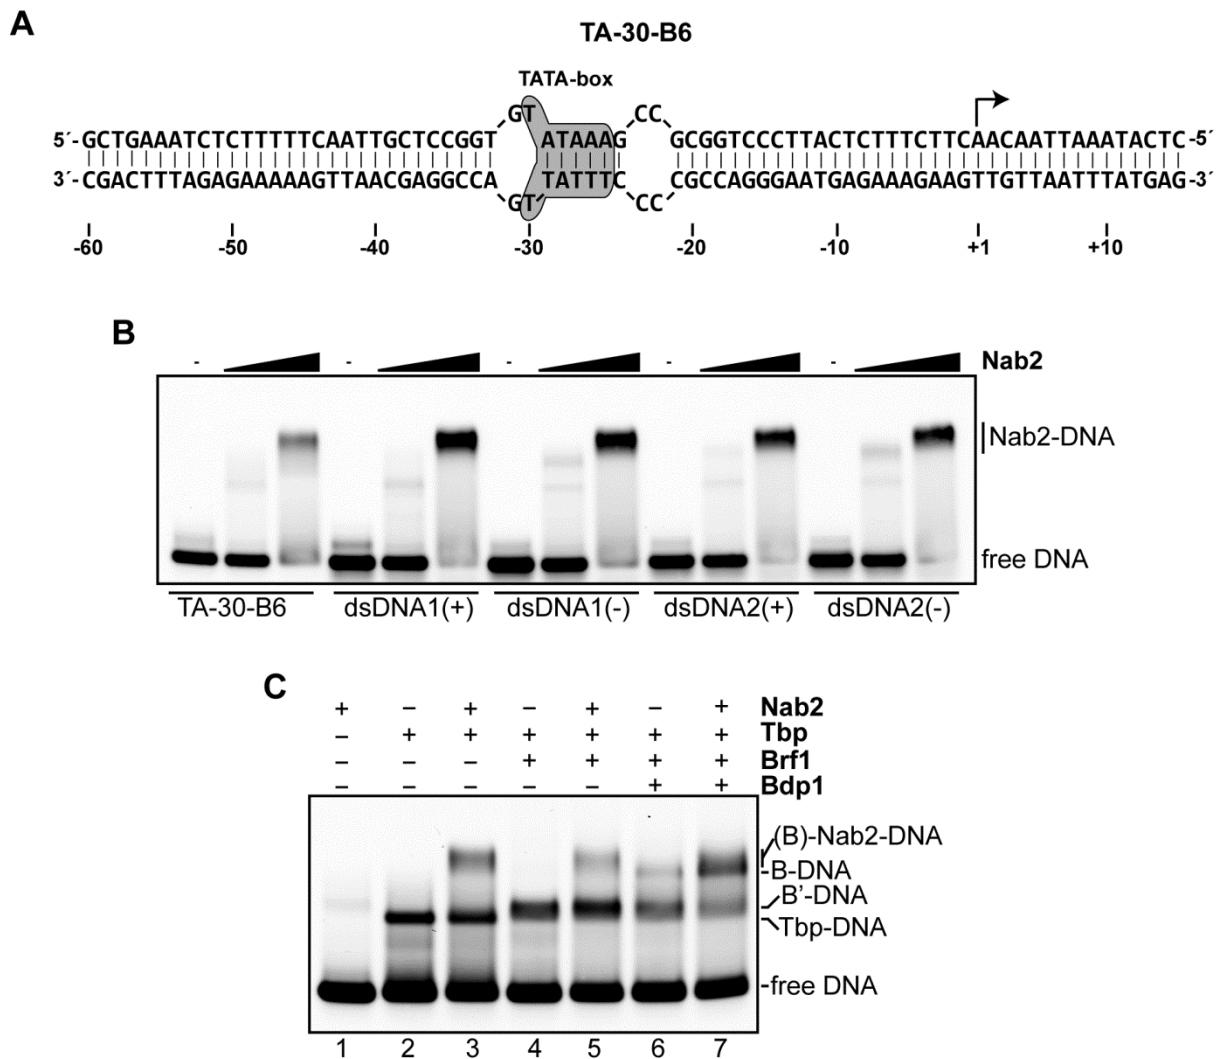 A
TA-30-B6
TATA-box
GT CC
5´-GCTGAAATCTCTTTTTCAATTGCTCCGGT ATAAAG GCGGTCCCTTACTCTTTCTTCAACAATTAAATACTC-5´
3´-CGACTTTAGAGAAAAAGTTAACGAGGCCA TATTTC CGCCAGGGAATGAGAAAGAAGTTGTTAATTTATGAG-3´
GT CC
-60 -50 -40 -30 -20 -10 +1 +10
B
- - - - - Nab2
Nab2-DNA
free DNA
TA-30-B6 dsDNA1(+) dsDNA1(-) dsDNA2(+) dsDNA2(-)
C
+ – + – + – + Nab2
– + + + + + + Tbp
– – – + + + + Brf1
– – – – – + + Bdp1
(B)-Nab2-DNA
B-DNA
B'-DNA
Tbp-DNA
free DNA
1 2 3 4 5 6 7